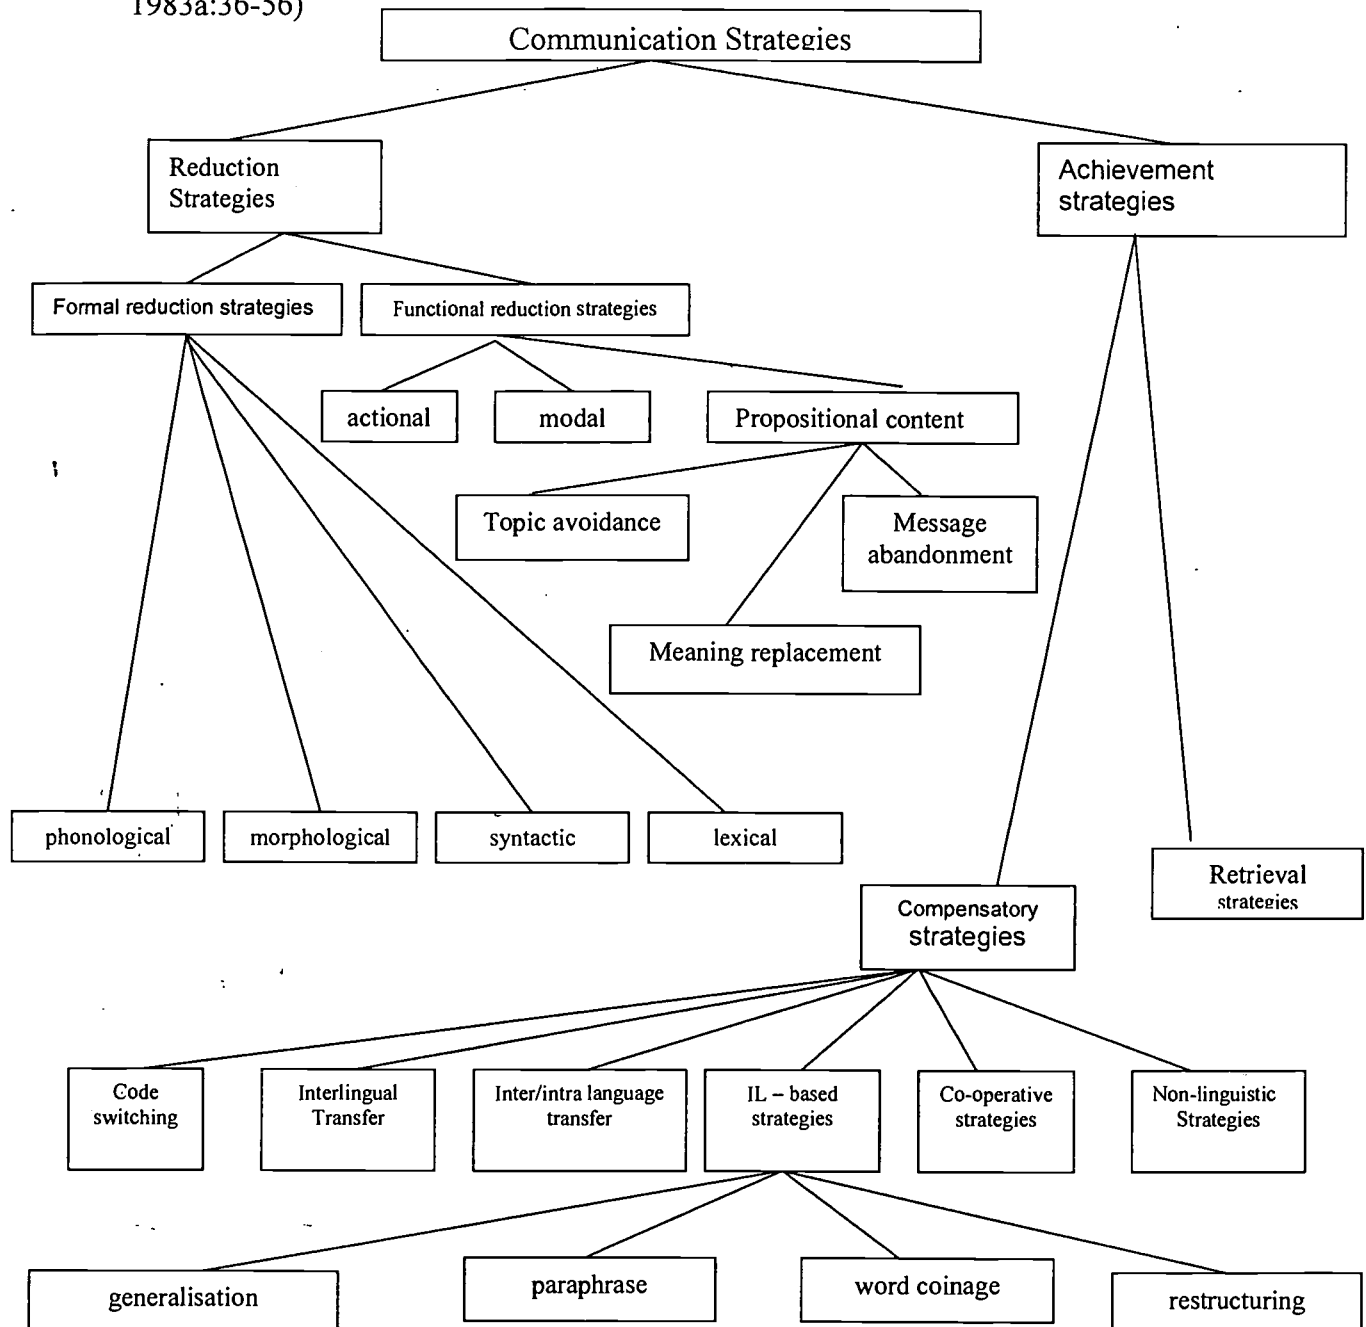 1983a:36-56)
Communication Strategies
Reduction
Strategies
Achievement
strategies
Formal reduction strategies
Functional reduction strategies
actional
modal
Propositional content
Topic avoidance
Message
abandonment
Meaning replacement
phonological
morphological
syntactic
lexical
Retrieval
strategies
Compensatory
strategies
Code
switching
Interlingual
Transfer
Inter/intra language
transfer
IL – based
strategies
Co-operative
strategies
Non-linguistic
Strategies
generalisation
paraphrase
word coinage
restructuring